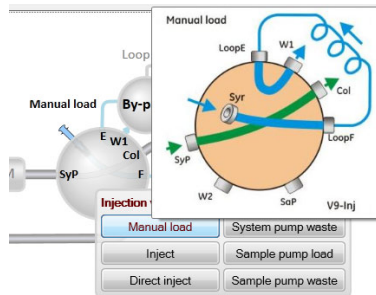 Manual load
LoopE
W1
Col
Syr
LoopF
SyP
W2
SaP
V9-Inj
Loop
Manual load
By-p
E
W1
Col
SyP
F
Injection v
Manual load
System pump waste
Inject
Sample pump load
Direct inject
Sample pump waste